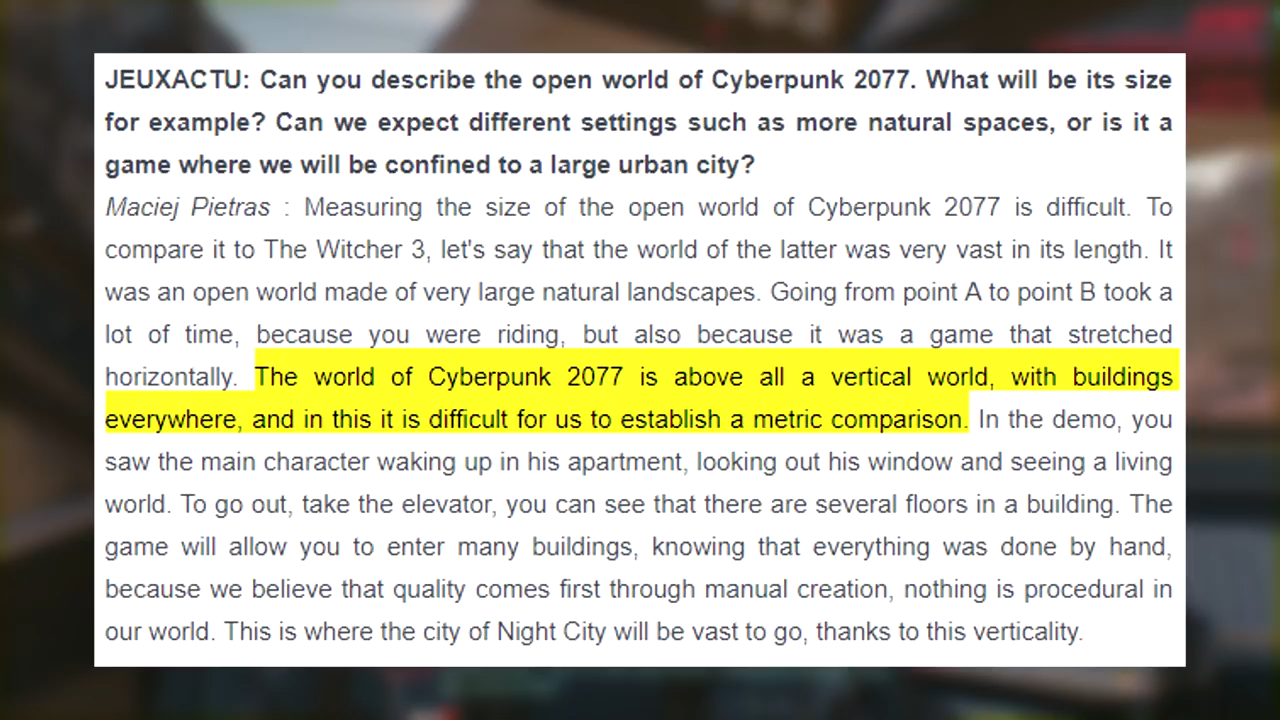 JEUXACTU: Can you describe the open world of Cyberpunk 2077. What will be its size
for example? Can we expect different settings such as more natural spaces, or is it a
game where we will be confined to a large urban city?
Maciej Pietras : Measuring the size of the open world of Cyberpunk 2077 is difficult. To
compare it to The Witcher 3, let's say that the world of the latter was very vast in its length. It
was an open world made of very large natural landscapes. Going from point A to point B took a
lot of time, because you were riding, but also because it was a game that stretched
horizontally. The world of Cyberpunk 2077 is above all a vertical world, with buildings
everywhere, and in this it is difficult for us to establish a metric comparison. In the demo, you
saw the main character waking up in his apartment, looking out his window and seeing a living
world. To go out, take the elevator, you can see that there are several floors in a building. The
game will allow you to enter many buildings, knowing that everything was done by hand,
because we believe that quality comes first through manual creation, nothing is procedural in
our world. This is where the city of Night City will be vast to go, thanks to this verticality.